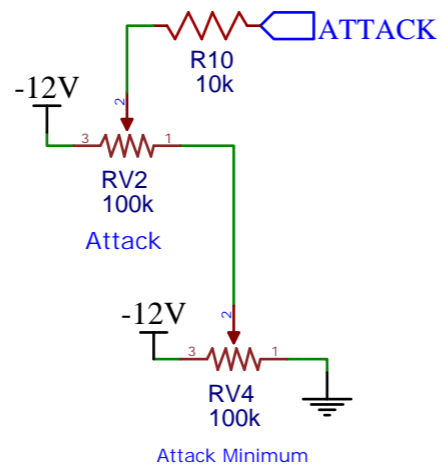 ATTACK
R10
10k
-12V
2
3
1
RV2
100k
Attack
-12V
2
3
1
RV4
100k
Attack Minimum